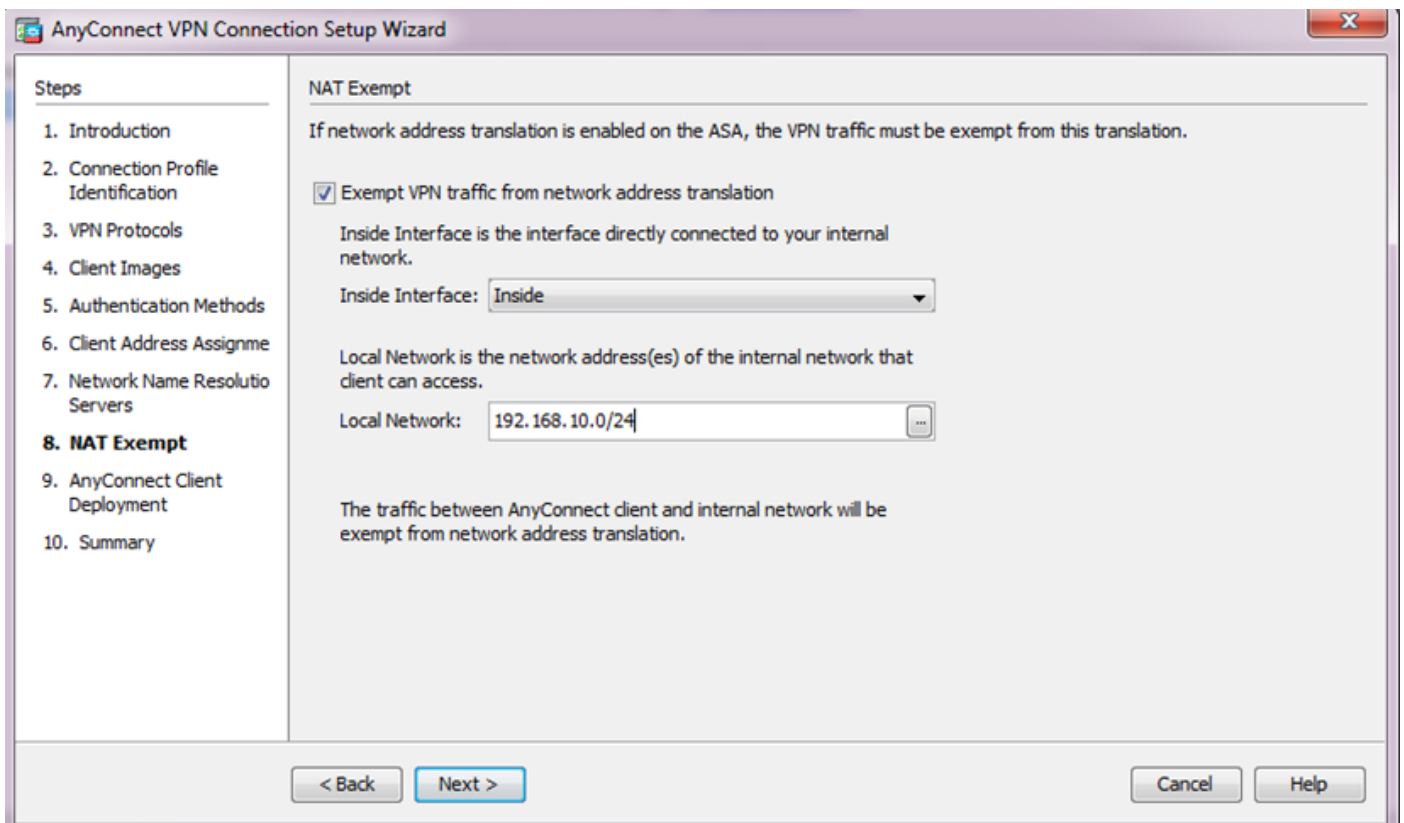 AnyConnect VPN Connection Setup Wizard
Steps
1. Introduction
2. Connection Profile
Identification
3. VPN Protocols
4. Client Images
5. Authentication Methods
6. Client Address Assignme
7. Network Name Resolutio
Servers
8. NAT Exempt
9. AnyConnect Client
Deployment
10. Summary
NAT Exempt
If network address translation is enabled on the ASA, the VPN traffic must be exempt from this translation.
Exempt VPN traffic from network address translation
Inside Interface is the interface directly connected to your internal
network.
Inside Interface: Inside
Local Network is the network address(es) of the internal network that
client can access.
Local Network: 192.168.10.0/24 ...
The traffic between AnyConnect client and internal network will be
exempt from network address translation.
< Back Next > Cancel Help